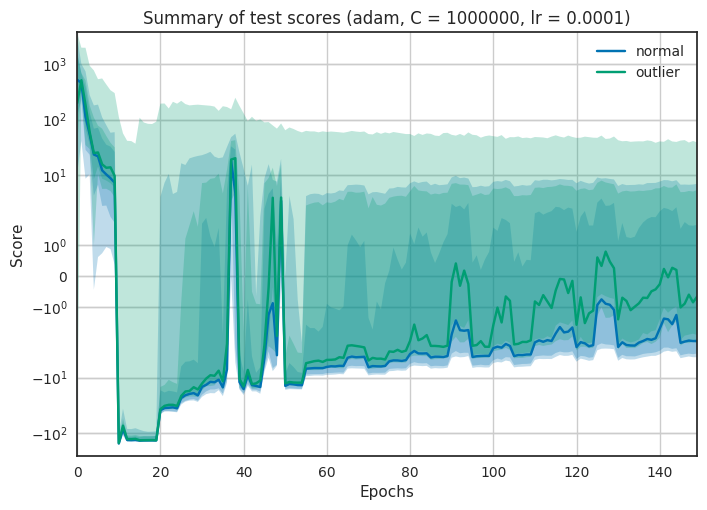 Summary of test scores (adam, C = 1000000, lr = 0.0001)
normal
outlier
Score
10³
10²
10¹
10⁰
0
−10⁰
−10¹
−10²
0 20 40 60 80 100 120 140
Epochs